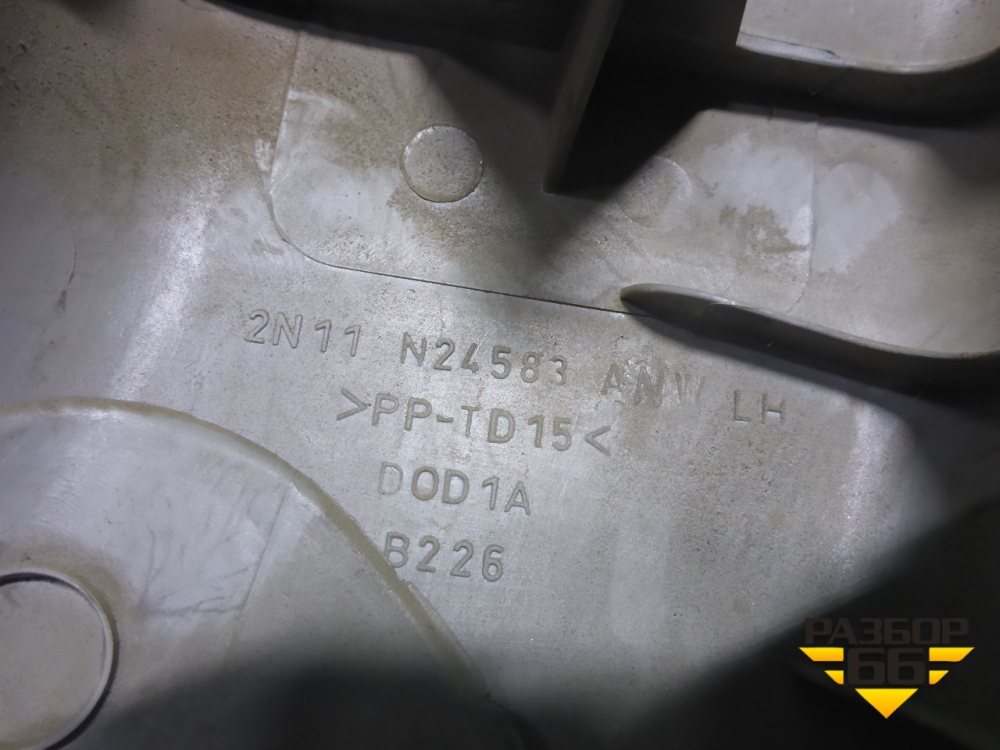 2N11 N24583 ANW LH
>PP-TD15<
DOD1A
B226
РАЗБОР
66